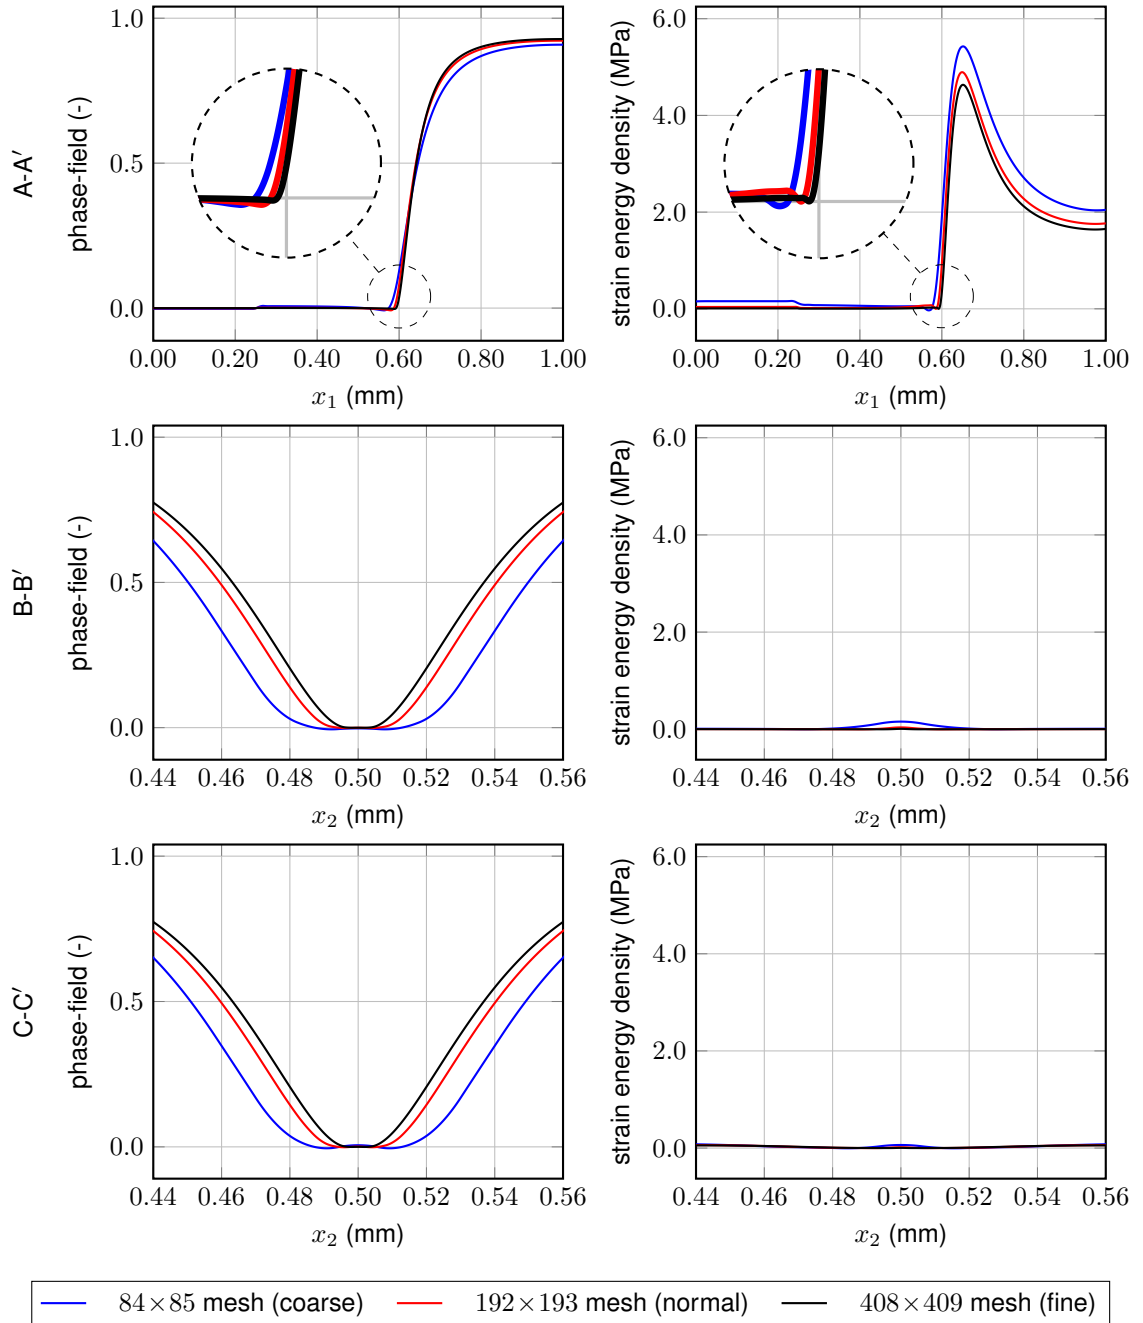 A-A′
phase-field (-)
1.0
0.5
0.0
0.00 0.20 0.40 0.60 0.80 1.00
x₁ (mm)
strain energy density (MPa)
6.0
4.0
2.0
0.0
0.00 0.20 0.40 0.60 0.80 1.00
x₁ (mm)
B-B′
phase-field (-)
1.0
0.5
0.0
0.44 0.46 0.48 0.50 0.52 0.54 0.56
x₂ (mm)
strain energy density (MPa)
6.0
4.0
2.0
0.0
0.44 0.46 0.48 0.50 0.52 0.54 0.56
x₂ (mm)
C-C′
phase-field (-)
1.0
0.5
0.0
0.44 0.46 0.48 0.50 0.52 0.54 0.56
x₂ (mm)
strain energy density (MPa)
6.0
4.0
2.0
0.0
0.44 0.46 0.48 0.50 0.52 0.54 0.56
x₂ (mm)
84×85 mesh (coarse) 192×193 mesh (normal) 408×409 mesh (fine)